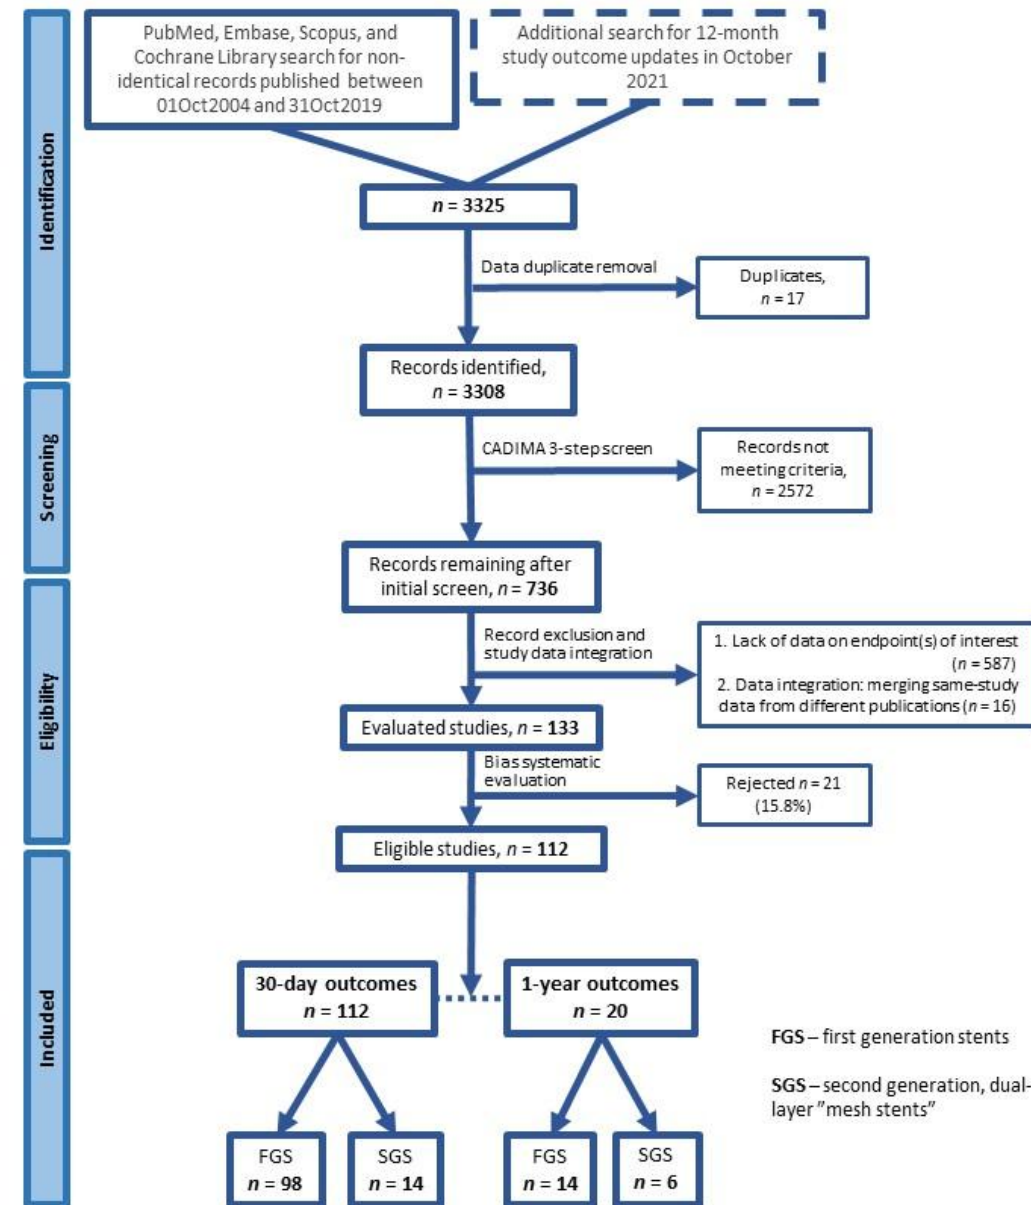 PubMed, Embase, Scopus, and
Cochrane Library search for non-
identical records published between
01Oct2004 and 31Oct2019
Additional search for 12-month
study outcome updates in October
2021
Identification
n = 3325
Data duplicate removal
Duplicates,
n = 17
Records identified,
n = 3308
Screening
CADIMA 3-step screen
Records not
meeting criteria,
n = 2572
Records remaining after
initial screen, n = 736
Eligibility
Record exclusion and
study data integration
1. Lack of data on endpoint(s) of interest
(n = 587)
2. Data integration: merging same-study
data from different publications (n = 16)
Evaluated studies, n = 133
Bias systematic
evaluation
Rejected n = 21
(15.8%)
Eligible studies, n = 112
Included
30-day outcomes
n = 112
1-year outcomes
n = 20
FGS – first generation stents
SGS – second generation, dual-
layer "mesh stents"
FGS
n = 98
SGS
n = 14
FGS
n = 14
SGS
n = 6